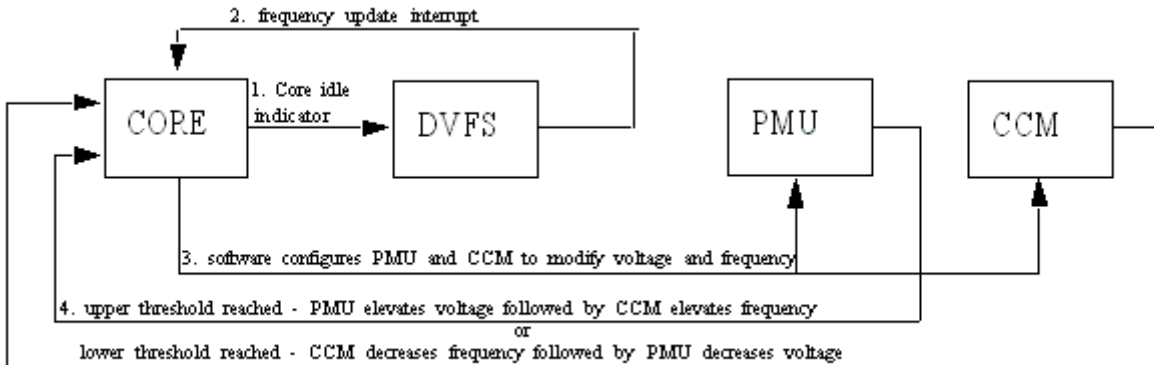 2. frequency update interrupt
1. Core idle
indicator
CORE
DVFS
PMU
CCM
3. software configures PMU and CCM to modify voltage and frequency
4. upper threshold reached - PMU elevates voltage followed by CCM elevates frequency
or
lower threshold reached - CCM decreases frequency followed by PMU decreases voltage